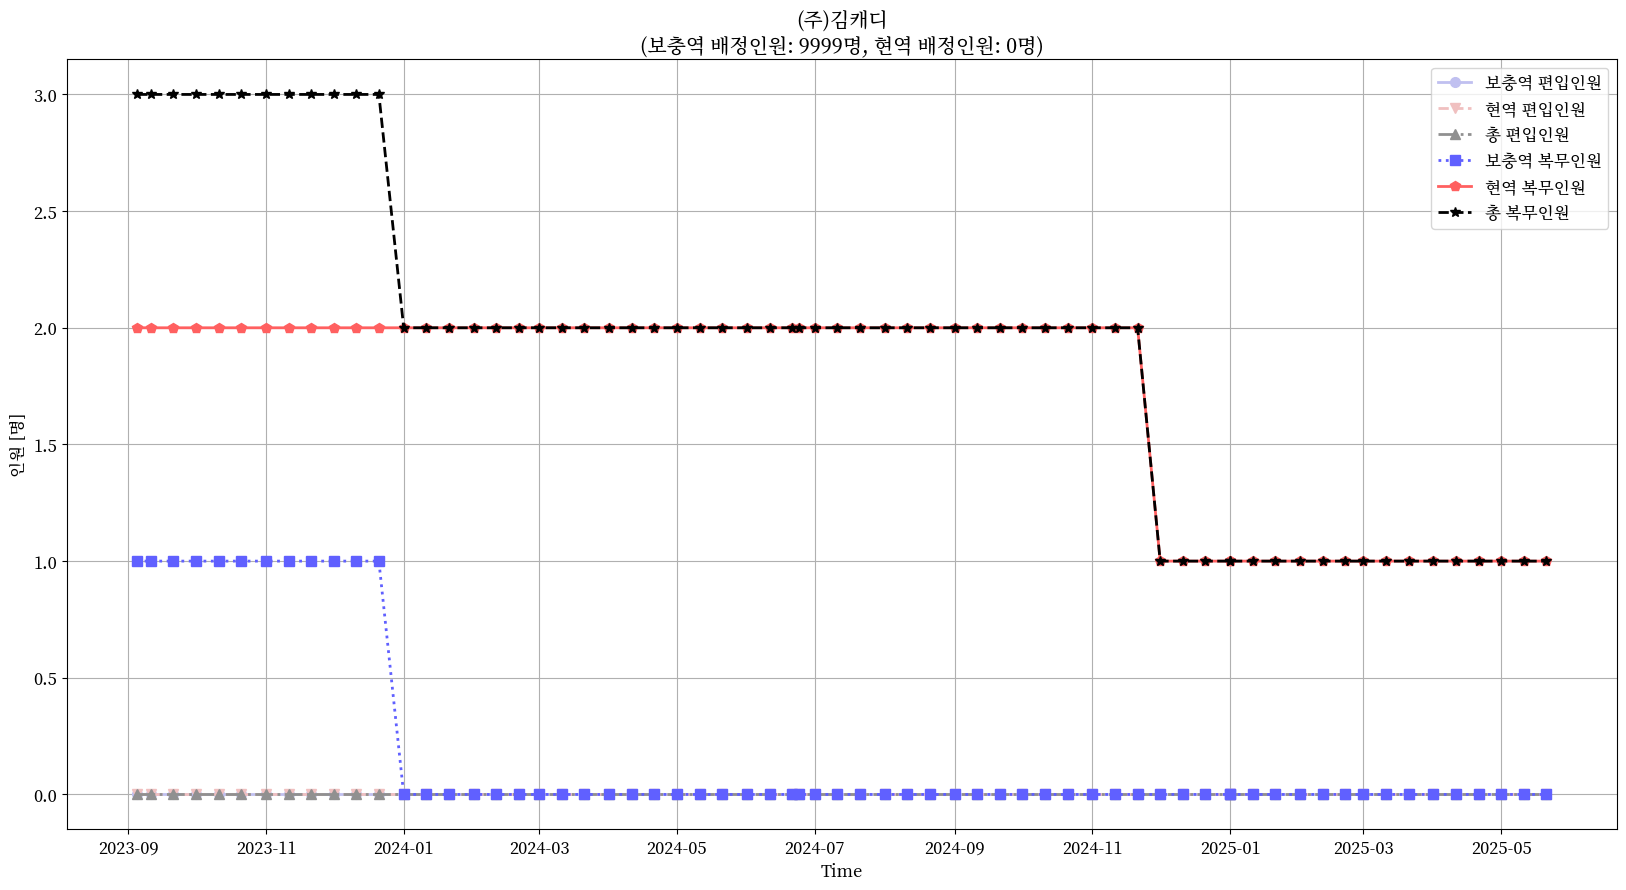 (주)김캐디
(보충역 배정인원: 9999명, 현역 배정인원: 0명)
보충역 편입인원
현역 편입인원
총 편입인원
보충역 복무인원
현역 복무인원
총 복무인원
인원 [명]
3.0
2.5
2.0
1.5
1.0
0.5
0.0
2023-09
2023-11
2024-01
2024-03
2024-05
2024-07
2024-09
2024-11
2025-01
2025-03
2025-05
Time